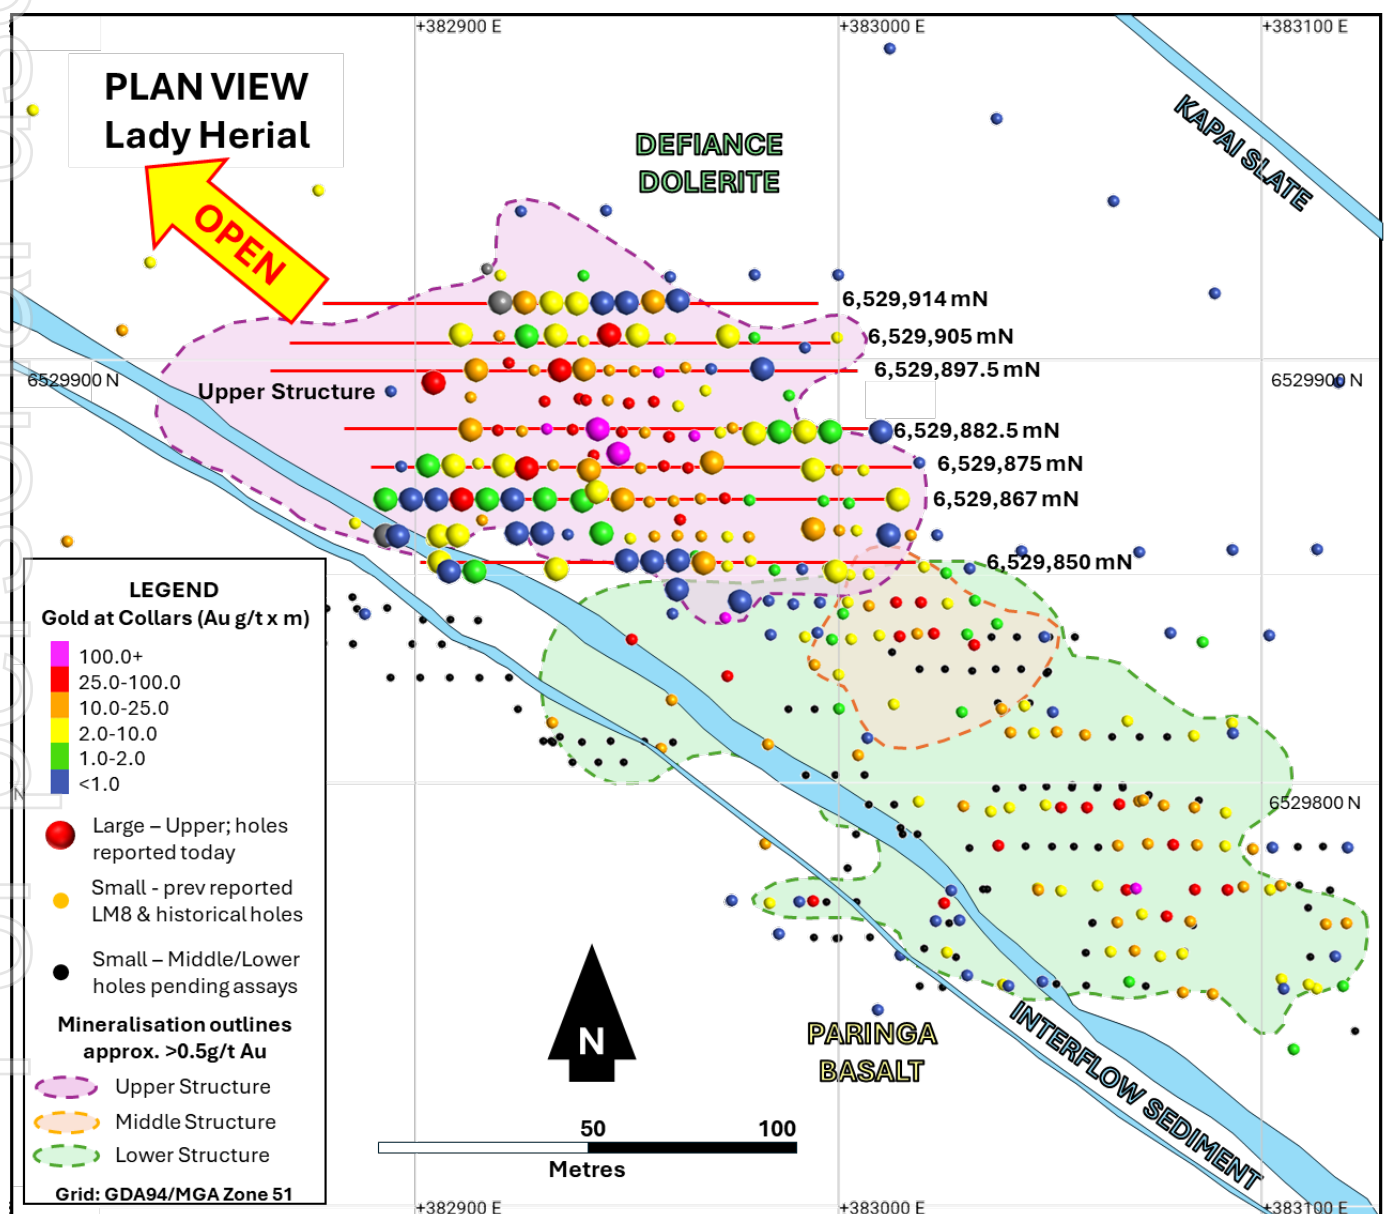 +382900 E
+383000 E
+383100 E
PLAN VIEW
Lady Herial
OPEN
DEFIANCE
DOLERITE
KAPAI SLATE
6,529,914 mN
6,529,905 mN
6529900 N
6,529,897.5 mN
6529900 N
Upper Structure
6,529,882.5 mN
6,529,875 mN
6,529,867 mN
6,529,850 mN
LEGEND
Gold at Collars (Au g/t x m)
100.0+
25.0-100.0
10.0-25.0
2.0-10.0
1.0-2.0
<1.0
N
6529800 N
Large – Upper; holes
reported today
Small - prev reported
LM8 & historical holes
Small – Middle/Lower
holes pending assays
Mineralisation outlines
approx. >0.5g/t Au
Upper Structure
Middle Structure
Lower Structure
Grid: GDA94/MGA Zone 51
N
PARINGA
BASALT
INTERFLOW SEDIMENT
50
100
Metres
+382900 E
+383000 E
+383100 E